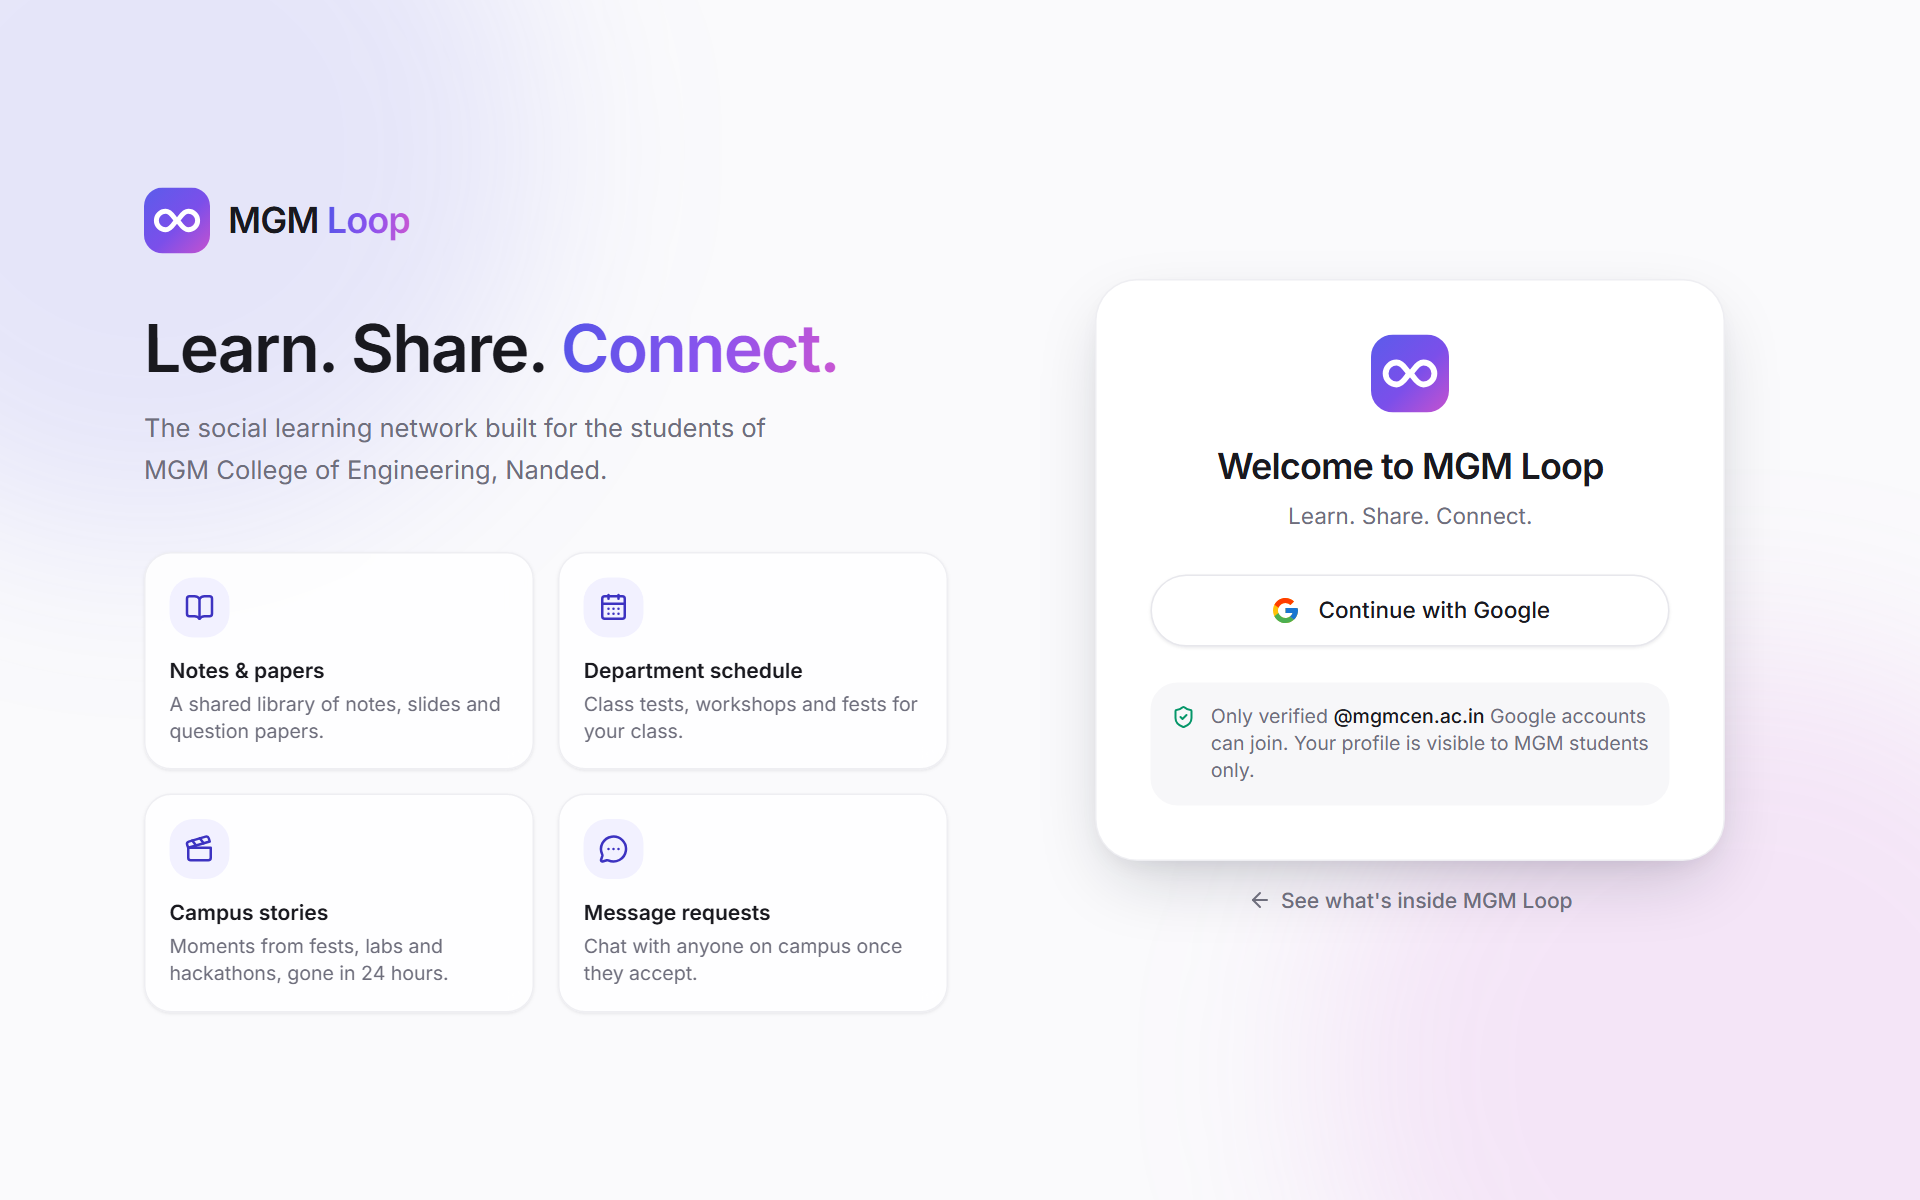 MGM Loop
Learn. Share. Connect.
The social learning network built for the students of
MGM College of Engineering, Nanded.
Notes & papers
A shared library of notes, slides and
question papers.
Department schedule
Class tests, workshops and fests for
your class.
Campus stories
Moments from fests, labs and
hackathons, gone in 24 hours.
Message requests
Chat with anyone on campus once
they accept.
Welcome to MGM Loop
Learn. Share. Connect.
Continue with Google
Only verified @mgmcen.ac.in Google accounts
can join. Your profile is visible to MGM students
only.
← See what's inside MGM Loop